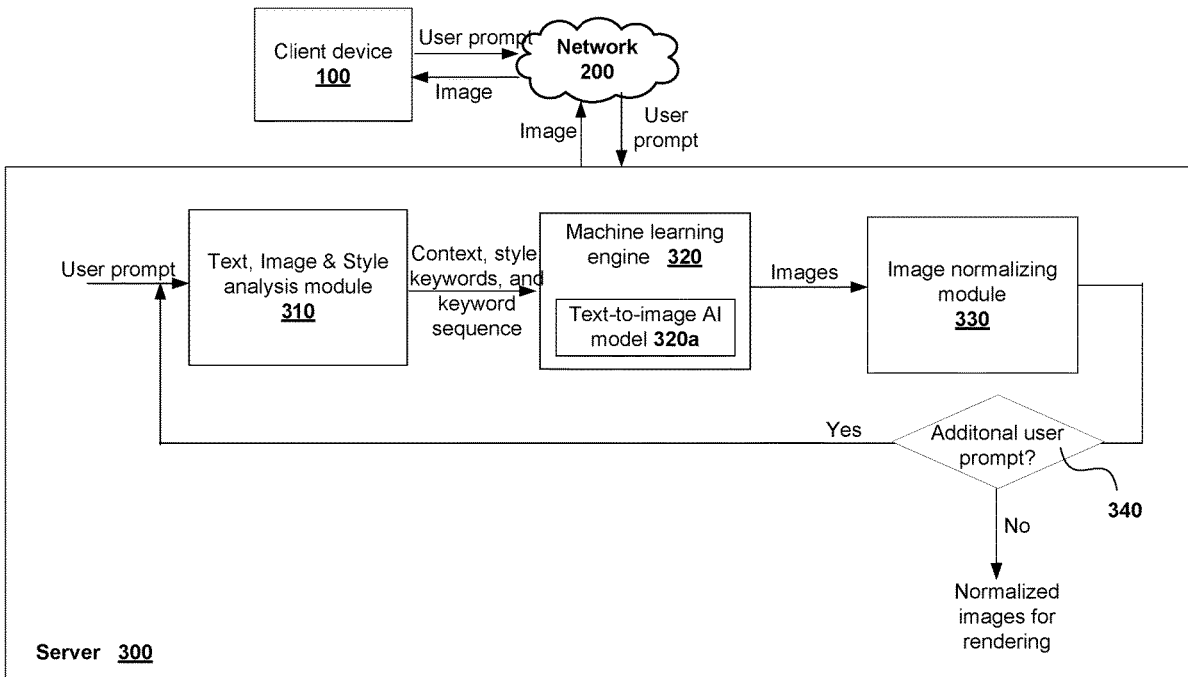 Client device
100
User prompt
Image
Network
200
Image
User
prompt
User prompt
Text, Image & Style
analysis module
310
Context, style
keywords, and
keyword
sequence
Machine learning
engine 320
Text-to-image AI
model 320a
Images
Image normalizing
module
330
Yes
Additonal user
prompt?
340
No
Normalized
images for
rendering
Server 300